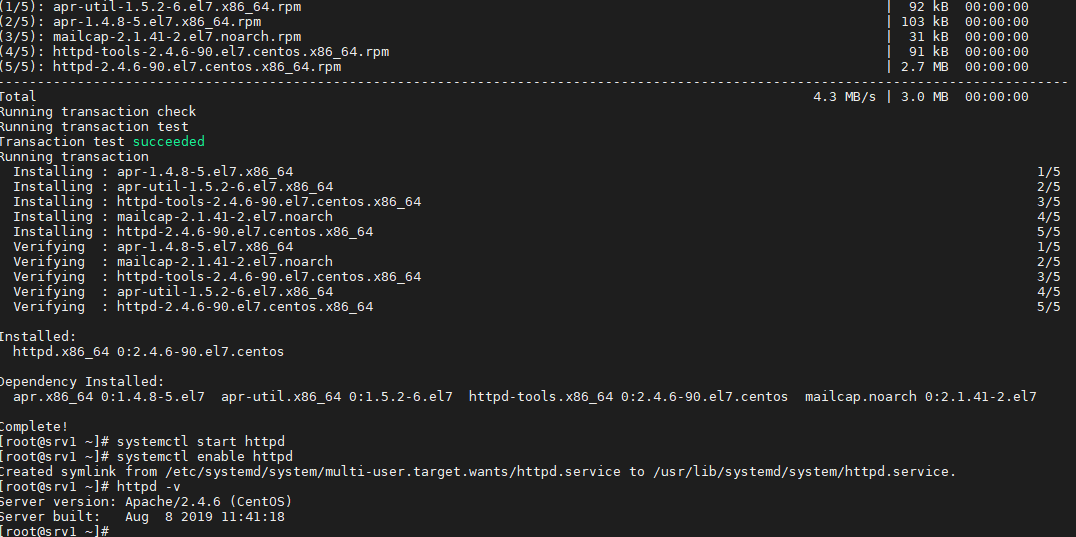 (1/5): apr-util-1.5.2-6.el7.x86_64.rpm | 92 kB 00:00:00
(2/5): apr-1.4.8-5.el7.x86_64.rpm | 103 kB 00:00:00
(3/5): mailcap-2.1.41-2.el7.noarch.rpm | 31 kB 00:00:00
(4/5): httpd-tools-2.4.6-90.el7.centos.x86_64.rpm | 91 kB 00:00:00
(5/5): httpd-2.4.6-90.el7.centos.x86_64.rpm | 2.7 MB 00:00:00
--------------------------------------------------------------------------------
Total 4.3 MB/s | 3.0 MB 00:00:00
Running transaction check
Running transaction test
Transaction test succeeded
Running transaction
Installing : apr-1.4.8-5.el7.x86_64 1/5
Installing : apr-util-1.5.2-6.el7.x86_64 2/5
Installing : httpd-tools-2.4.6-90.el7.centos.x86_64 3/5
Installing : mailcap-2.1.41-2.el7.noarch 4/5
Installing : httpd-2.4.6-90.el7.centos.x86_64 5/5
Verifying : apr-1.4.8-5.el7.x86_64 1/5
Verifying : mailcap-2.1.41-2.el7.noarch 2/5
Verifying : httpd-tools-2.4.6-90.el7.centos.x86_64 3/5
Verifying : apr-util-1.5.2-6.el7.x86_64 4/5
Verifying : httpd-2.4.6-90.el7.centos.x86_64 5/5
Installed:
httpd.x86_64 0:2.4.6-90.el7.centos
Dependency Installed:
apr.x86_64 0:1.4.8-5.el7 apr-util.x86_64 0:1.5.2-6.el7 httpd-tools.x86_64 0:2.4.6-90.el7.centos mailcap.noarch 0:2.1.41-2.el7
Complete!
[root@srv1 ~]# systemctl start httpd
[root@srv1 ~]# systemctl enable httpd
Created symlink from /etc/systemd/system/multi-user.target.wants/httpd.service to /usr/lib/systemd/system/httpd.service.
[root@srv1 ~]# httpd -v
Server version: Apache/2.4.6 (CentOS)
Server built: Aug 8 2019 11:41:18
[root@srv1 ~]#